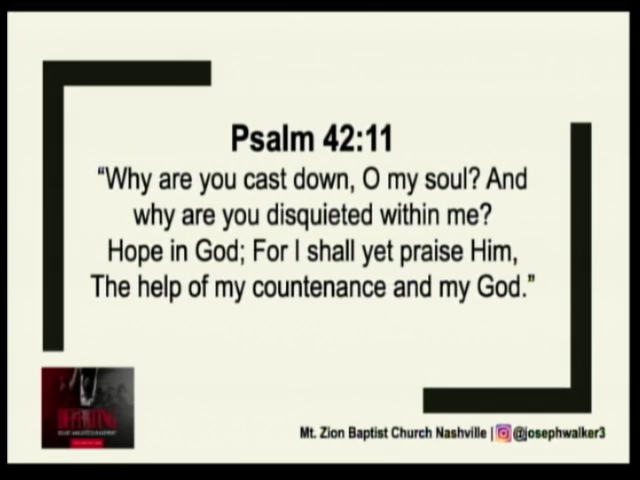 Psalm 42:11
“Why are you cast down, O my soul? And
why are you disquieted within me?
Hope in God; For I shall yet praise Him,
The help of my countenance and my God.”
Mt. Zion Baptist Church Nashville | @josephwalker3